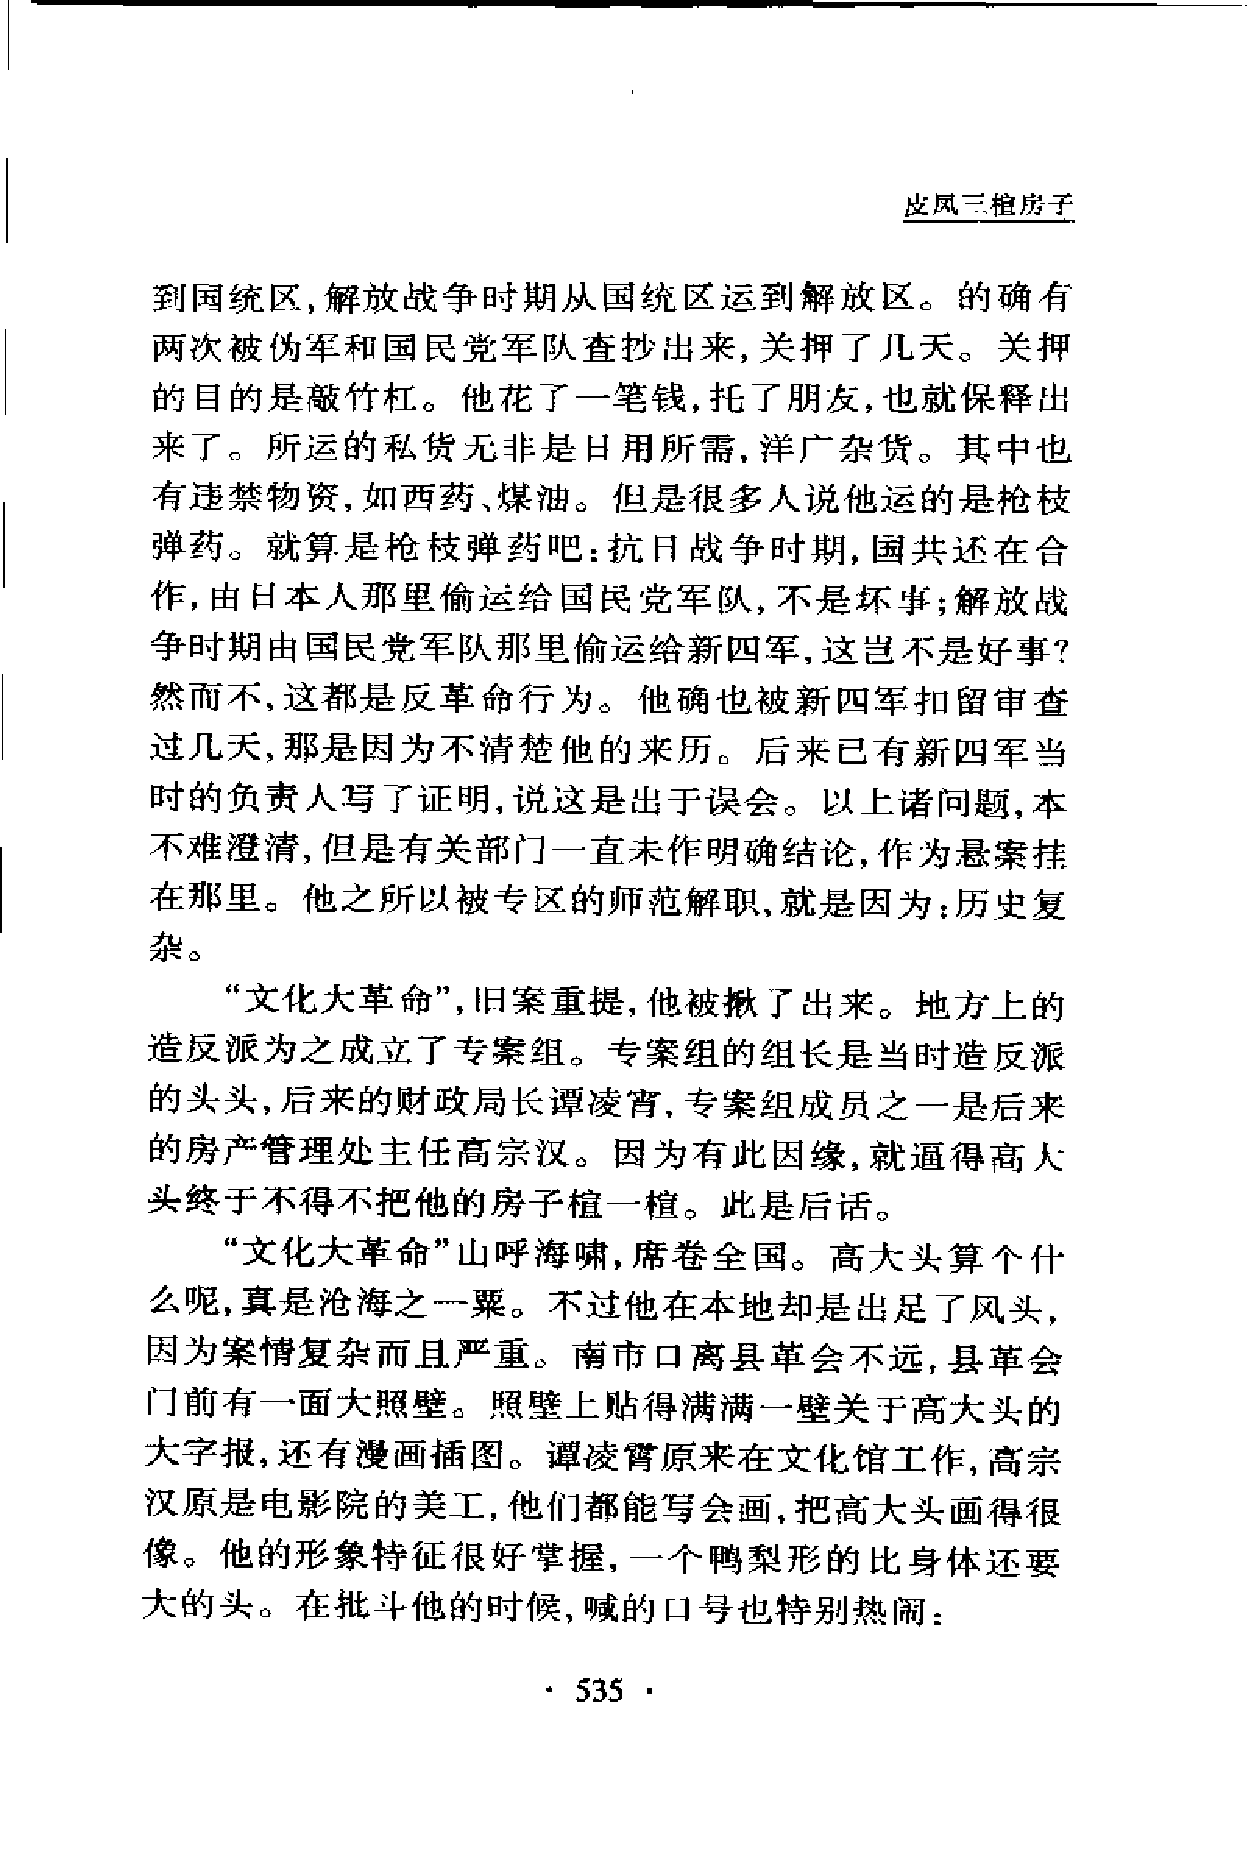 皮凤三楦房子
到国统区,解放战争时期从国统区运到解放区。的确有
两次被伪军和国民党军队查抄出来,关押了几天。关押
的目的是敲竹杠。他花了一笔钱,托了朋友,也就保释出
来了。所运的私货无非是日用所需,洋广杂货。其中也
有违禁物资,如西药、煤油。但是很多人说他运的是枪枝
弹药。就算是枪枝弹药吧:抗日战争时期,国共还在合
作,由日本人那里偷运给国民党军队,不是坏事;解放战
争时期由国民党军队那里偷运给新四军,这岂不是好事?
然而不,这都是反革命行为。他确也被新四军扣留审查
过几天,那是因为不清楚他的来历。后来已有新四军当
时的负责人写了证明,说这是出于误会。以上诸问题,本
不难澄清,但是有关部门一直未作明确结论,作为悬案挂
在那里。他之所以被专区的师范解职、就是因为:历史复
杂。
“文化大革命”,旧案重提,他被揪了出来。地方上的
造反派为之成立了专案组。专案组的组长是当时造反派
的头头,后来的财政局长谭凌霄,专案组成员之一是后来
的房产管理处主任高宗汉。因为有此因缘,就逼得高大
头终于不得不把他的房子楦一楦。此是后话。
“文化大革命”山呼海啸,席卷全国。高大头算个什
么呢,真是沧海之一粟。不过他在本地却是出足了风头,
因为案情复杂而且严重。南市口离县革会不远,县革会
门前有一面大照壁。照壁上贴得满满一壁关于高大头的
大字报,还有漫画插图。谭凌霄原来在文化馆工作,高宗
汉原是电影院的美工,他们都能写会画,把高大头画得很
像。他的形象特征很好掌握,一个鸭梨形的比身体还要
大的头。在批斗他的时候,喊的口号也特别热闹:
· 535 ·